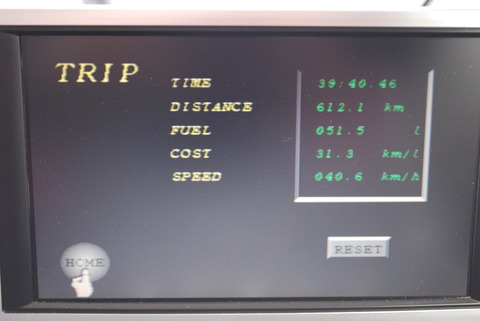 TRIP
TIME 39:40.46
DISTANCE 612.1 km
FUEL 051.5 l
COST 31.3 km/l
SPEED 040.6 km/h
RESET
HOME